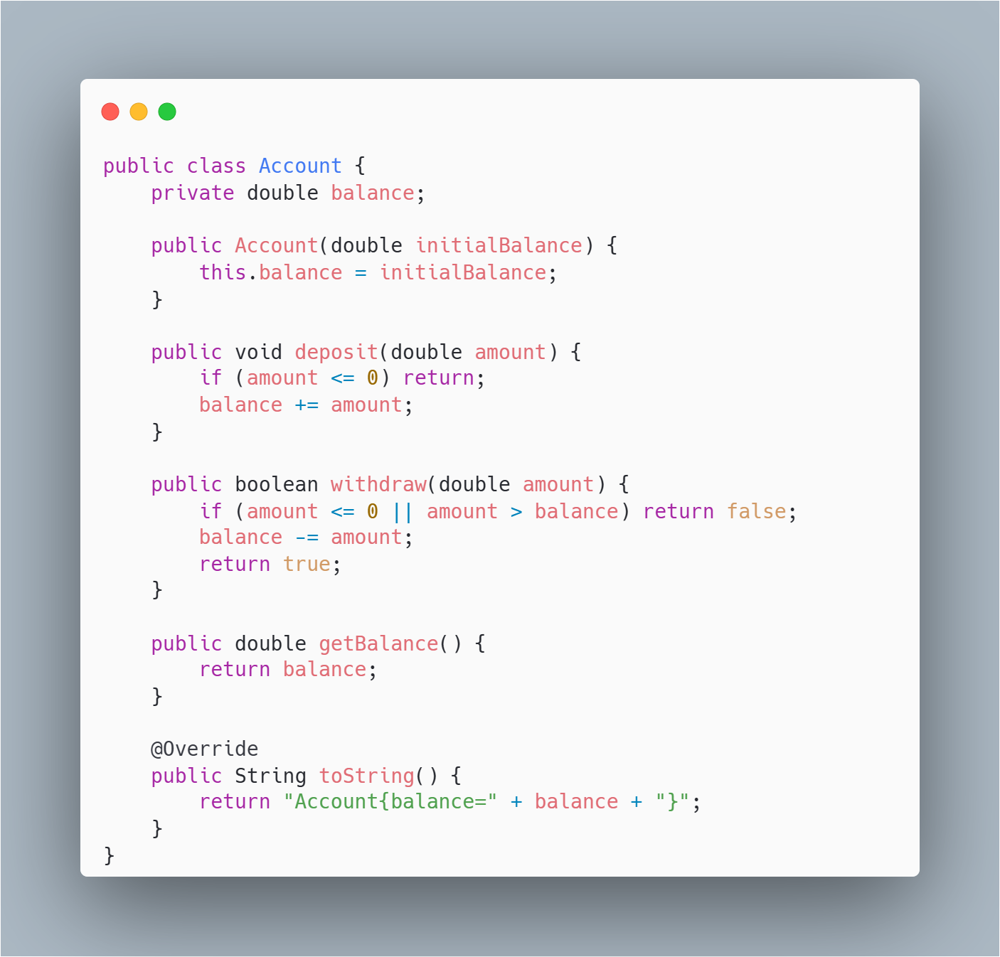 public class Account {
    private double balance;

    public Account(double initialBalance) {
        this.balance = initialBalance;
    }

    public void deposit(double amount) {
        if (amount <= 0) return;
        balance += amount;
    }

    public boolean withdraw(double amount) {
        if (amount <= 0 || amount > balance) return false;
        balance -= amount;
        return true;
    }

    public double getBalance() {
        return balance;
    }

    @Override
    public String toString() {
        return "Account{balance=" + balance + "}";
    }
}